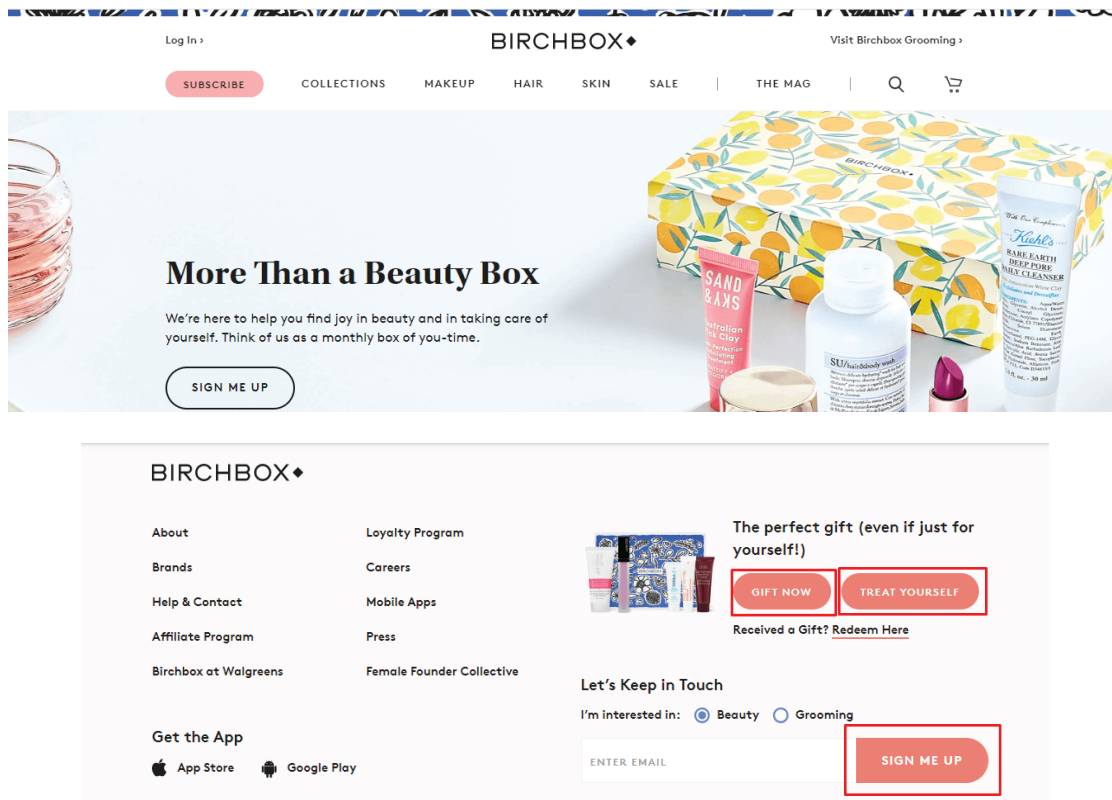 Log In ›
BIRCHBOX
Visit Birchbox Grooming ›
SUBSCRIBE
COLLECTIONS
MAKEUP
HAIR
SKIN
SALE
THE MAG
More Than a Beauty Box
We're here to help you find joy in beauty and in taking care of
yourself. Think of us as a monthly box of you-time.
SIGN ME UP
BIRCHBOX
SAND
&SKY
Australian
Pink Clay
SU/hair&body wash
With Our Compliments
Kiehl's
RARE EARTH
DEEP PORE
DAILY CLEANSER
30 ml
BIRCHBOX
About
Brands
Help & Contact
Affiliate Program
Birchbox at Walgreens
Loyalty Program
Careers
Mobile Apps
Press
Female Founder Collective
Get the App
App Store
Google Play
BIRCHBOX
The perfect gift (even if just for
yourself!)
GIFT NOW
TREAT YOURSELF
Received a Gift? Redeem Here
Let's Keep in Touch
I'm interested in:
Beauty
Grooming
ENTER EMAIL
SIGN ME UP